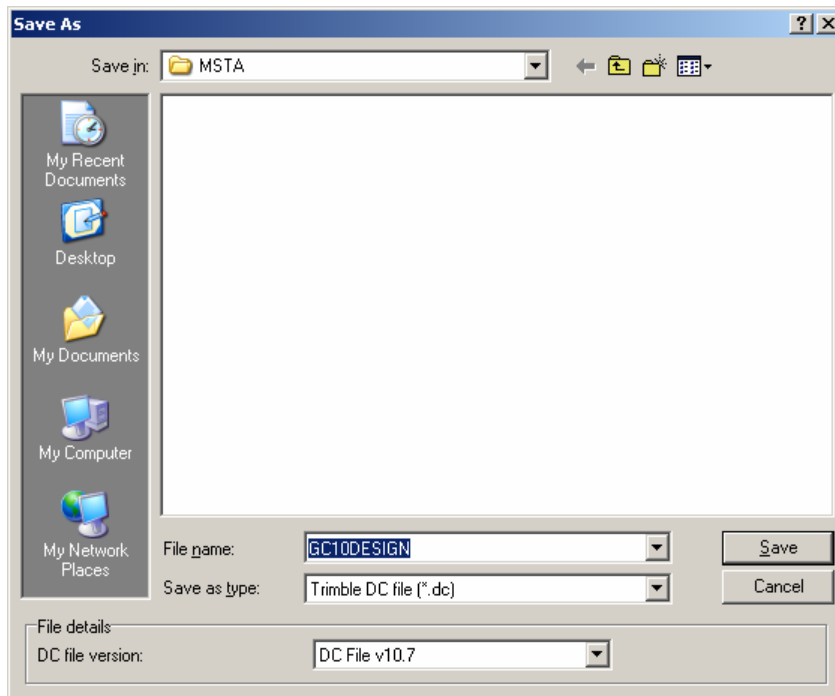 Save As
Save in: MSTA
My Recent
Documents
Desktop
My Documents
My Computer
My Network
Places
File name: GC10DESIGN Save
Save as type: Trimble DC file (*.dc) Cancel
File details
DC file version: DC File v10.7